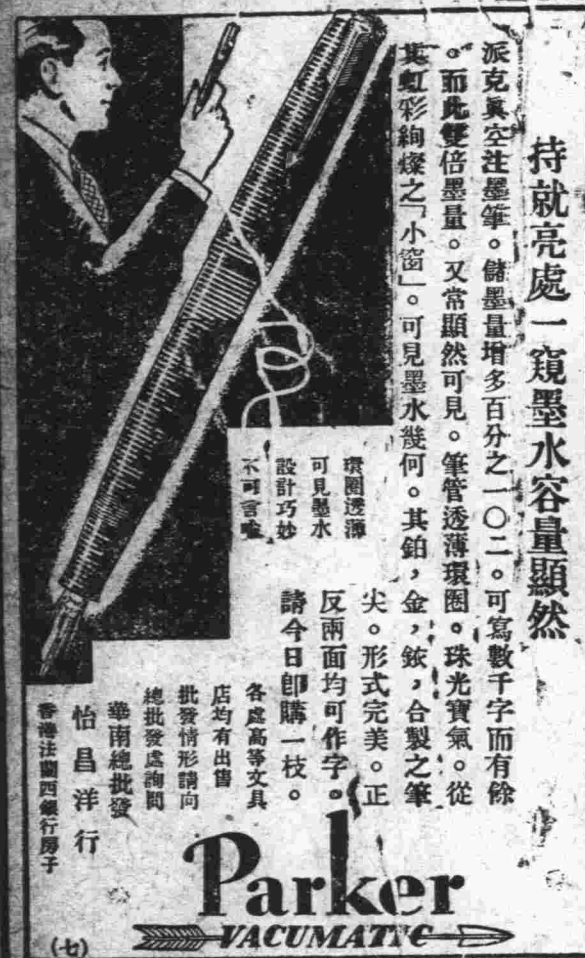 持就亮處一窺墨水容量顯然
派克眞空注墨筆。儲墨量增多百分之一〇二。可寫數千字而有餘
。而此雙倍墨量。又常顯然可見。筆管透薄環圈。珠光寶氣。從
其虹彩絢燦之「小窗」。可見墨水幾何。其鉑，金，銥，合製之筆
尖。形式完美。正
反兩面均可作字。
請今日卽購一枝。
環圈透薄
可見墨水
設計巧妙
不可言喻
各處高等文具
店均有出售
批發情形請向
總批發處詢問
華南總批發
怡昌洋行
香港法蘭西銀行房子
Parker
VACUMATIC
(七)